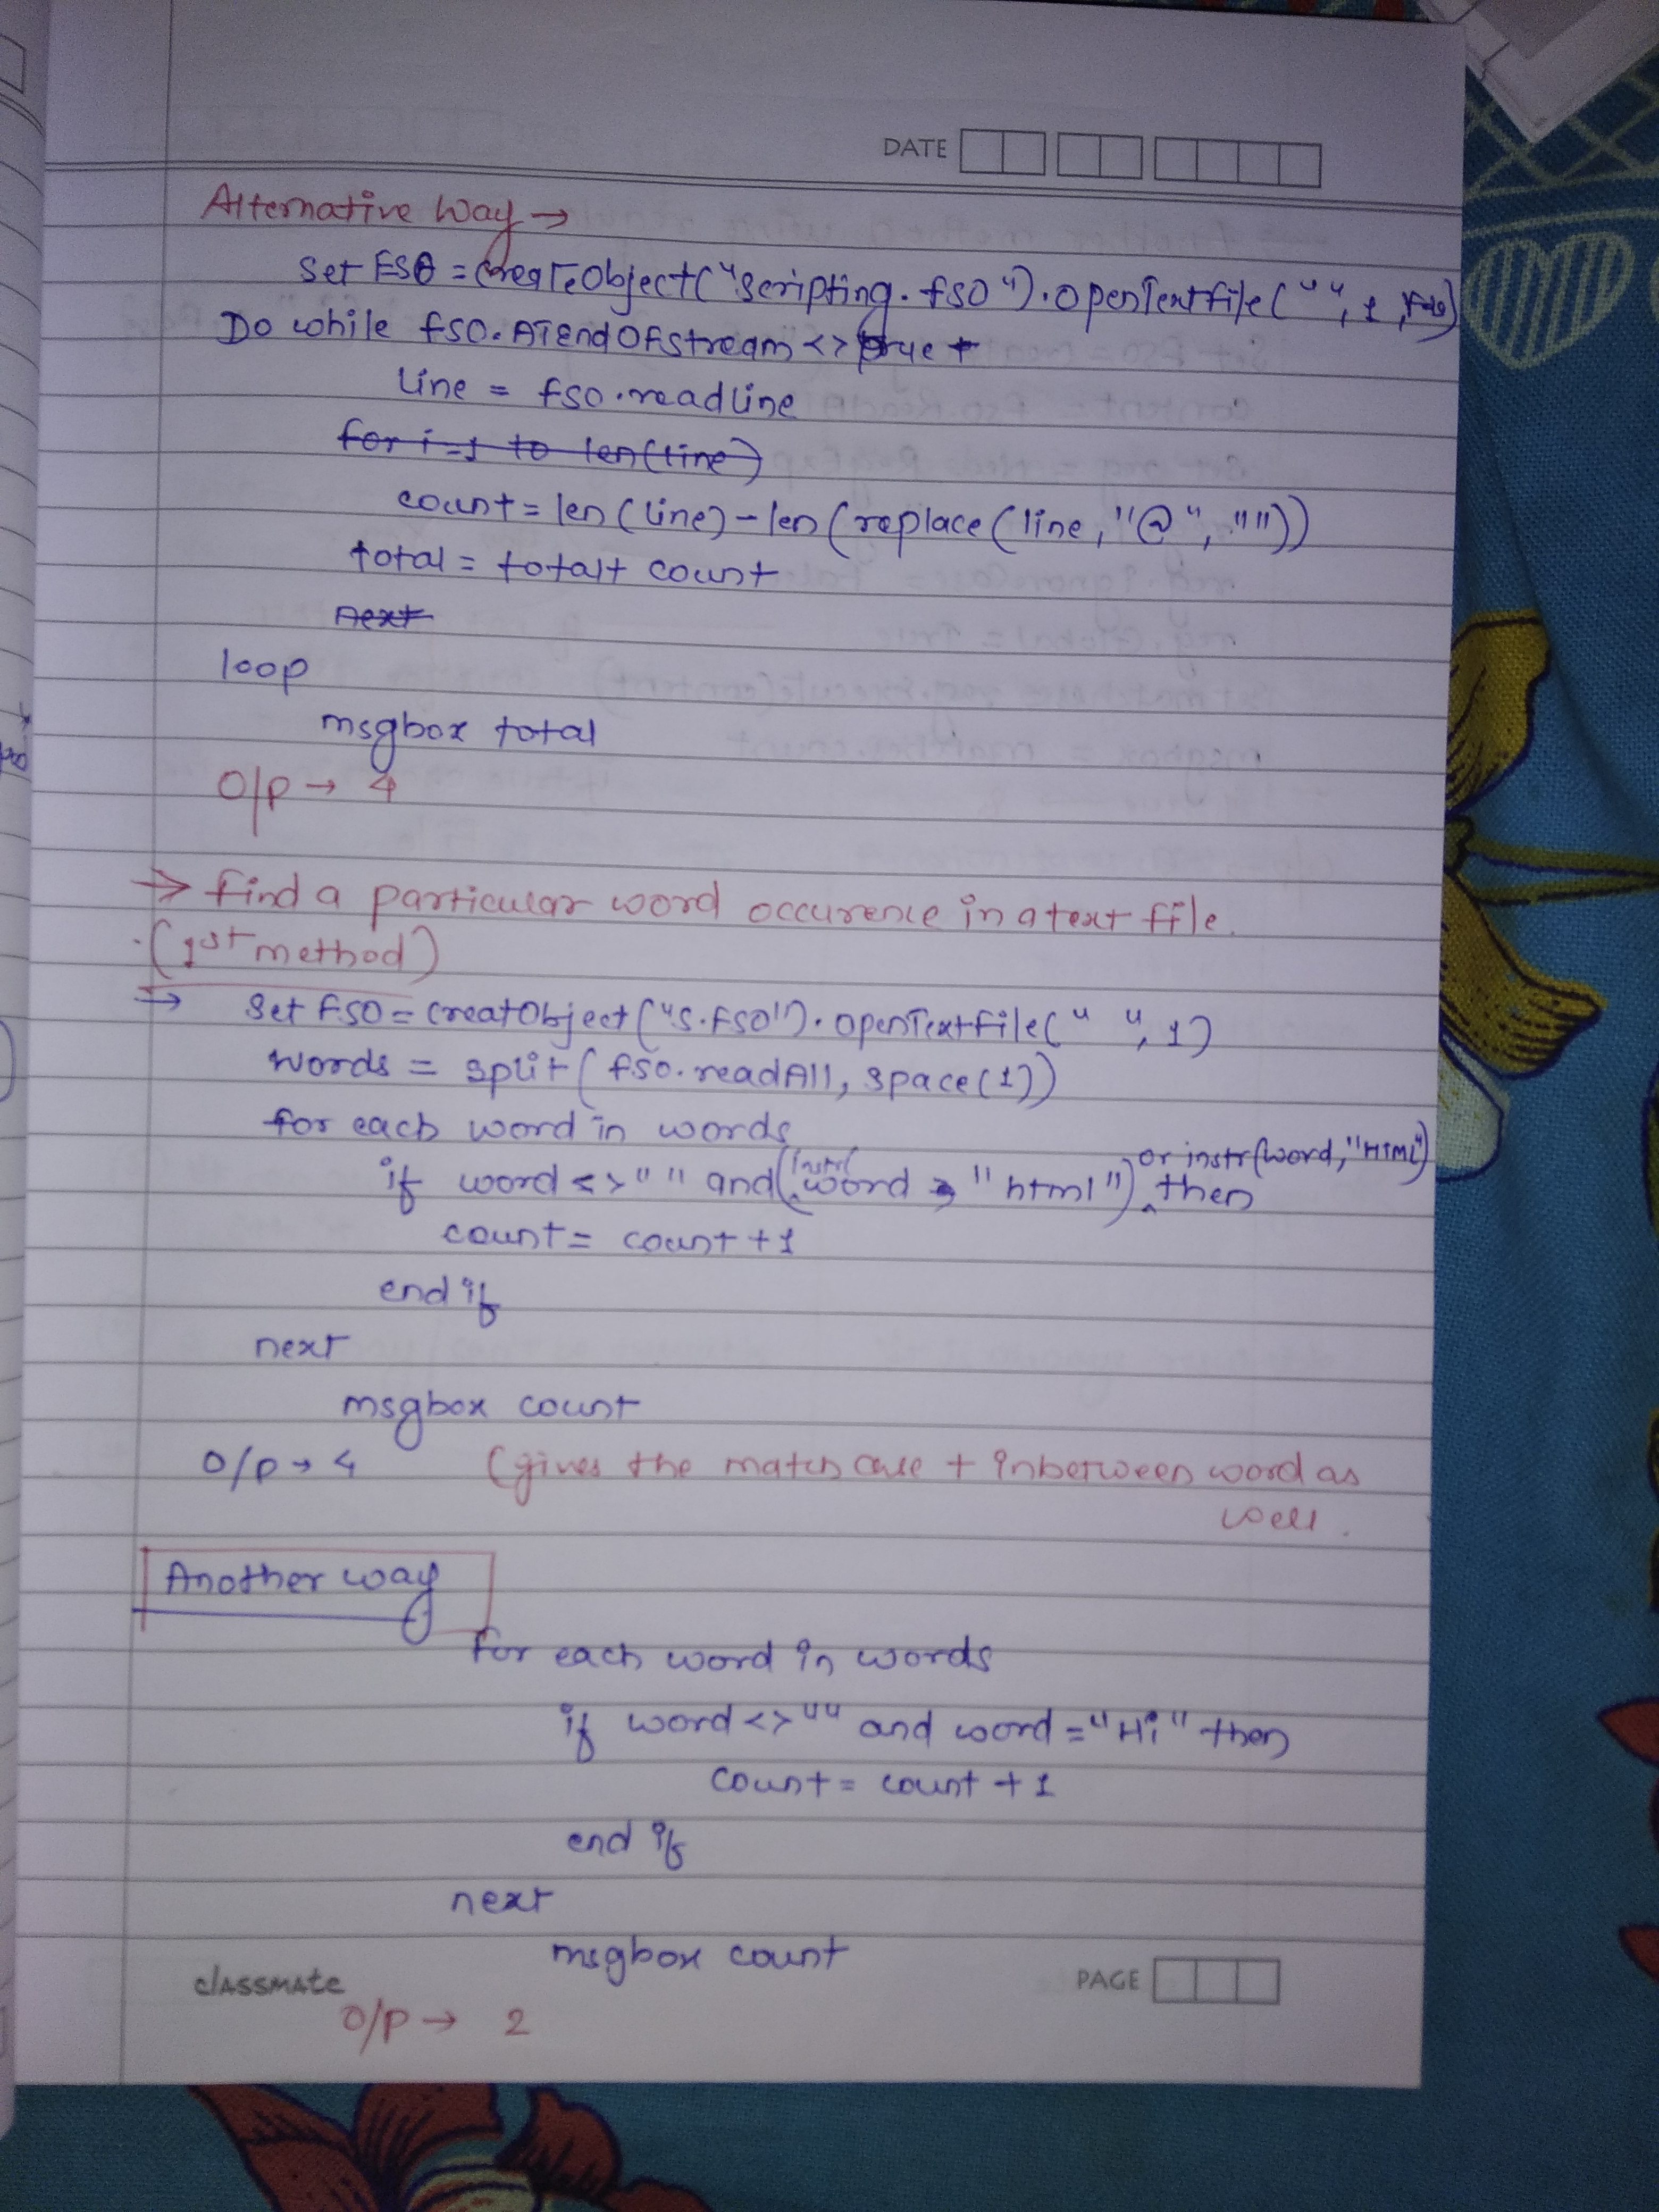 DATE
Alternative Way →
Set FSO = CreateObject("Scripting.fso").OpenTextfile("", 1,
Do while fso.AtEndOfstream <> true
Line = fso.readline
for i=1 to len(line)
count = len(line) - len(replace(line, "@", ""))
total = total + count
next
loop
msgbox total
O/p → 4
→ find a particular word occurence in a text file.
(1st method)
→ Set FSO = CreatObject("S.FSO").OpenTextfile(" ", 1)
words = split(fso.readAll, space(1))
for each word in words
if word <> "" and (instr(word, "html") or instr(word, "HTML") then
count = count + 1
end if
next
msgbox count
O/p → 4 (gives the match case + inbetween word as
well.
Another way
for each word in words
if word <> "" and word = "Hi" then
count = count + 1
end if
next
msgbox count
classmate
PAGE
O/P → 2